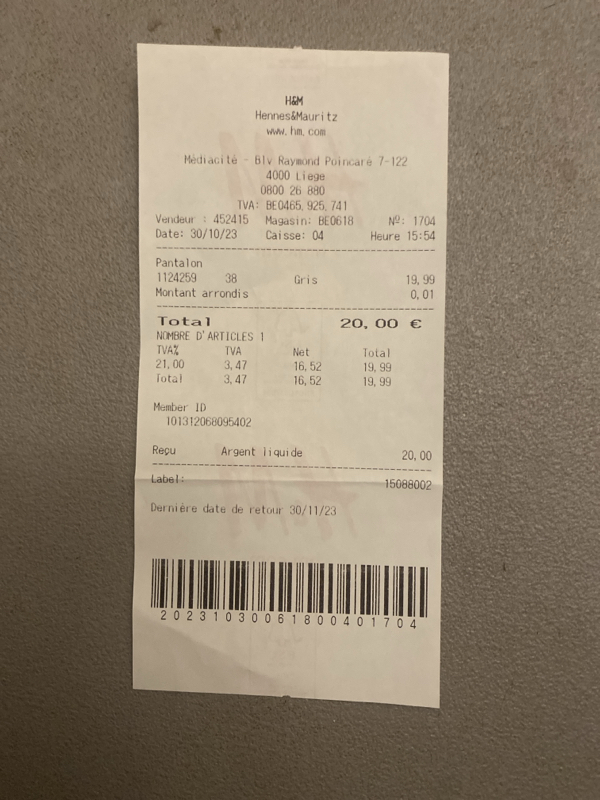 H&M
Hennes&Mauritz
www.hm.com
Médiacité - Blv Raymond Poincaré 7-122
4000 Liege
0800 26 880
TVA: BE0465.925.741
Vendeur : 452415 Magasin: BE0618 Nº: 1704
Date: 30/10/23 Caisse: 04 Heure 15:54
Pantalon
1124259 38 Gris 19,99
Montant arrondis 0,01
Total 20,00 €
NOMBRE D'ARTICLES 1
TVA% TVA Net Total
21,00 3,47 16,52 19,99
Total 3,47 16,52 19,99
Member ID
101312068095402
Reçu Argent liquide 20,00
Label: 15088002
Dernière date de retour 30/11/23
2023103006180040 1704